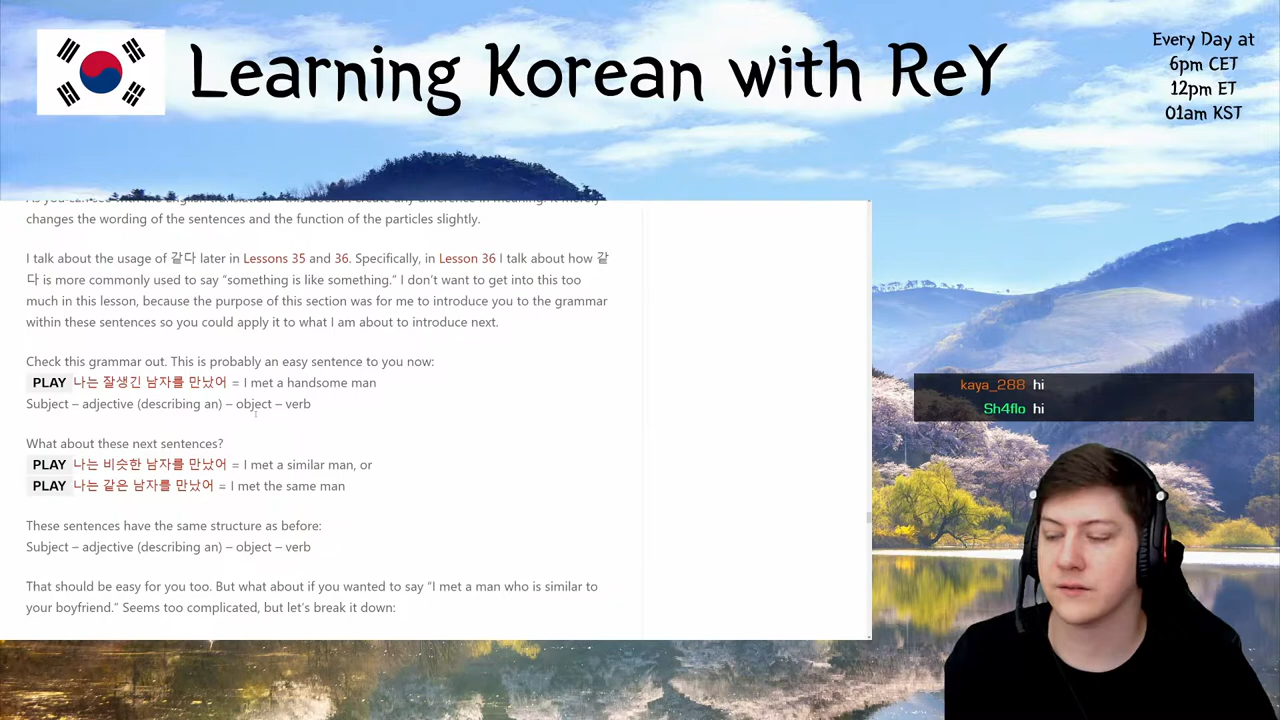 Learning Korean with ReY
Every Day at
6pm CET
12pm ET
01am KST
changes the wording of the sentences and the function of the particles slightly.
I talk about the usage of 같다 later in Lessons 35 and 36. Specifically, in Lesson 36 I talk about how 같
다 is more commonly used to say “something is like something.” I don’t want to get into this too
much in this lesson, because the purpose of this section was for me to introduce you to the grammar
within these sentences so you could apply it to what I am about to introduce next.
Check this grammar out. This is probably an easy sentence to you now:
PLAY 나는 잘생긴 남자를 만났어 = I met a handsome man
Subject – adjective (describing an) – object – verb
What about these next sentences?
PLAY 나는 비슷한 남자를 만났어 = I met a similar man, or
PLAY 나는 같은 남자를 만났어 = I met the same man
These sentences have the same structure as before:
Subject – adjective (describing an) – object – verb
That should be easy for you too. But what about if you wanted to say “I met a man who is similar to
your boyfriend.” Seems too complicated, but let’s break it down:
kaya_288 hi
Sh4flo hi